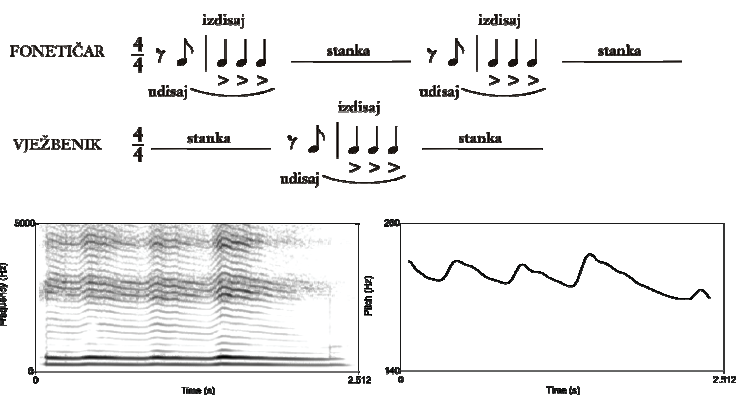 izdisaj izdisaj
FONETIČAR 4/4 stanka stanka
> > > > > >
udisaj udisaj
izdisaj
VJEŽBENIK 4/4 stanka stanka
> > >
udisaj
5000 260
Frequency (Hz) Pitch (Hz)
0 140
0 2.512 0 2.512
Time (s) Time (s)